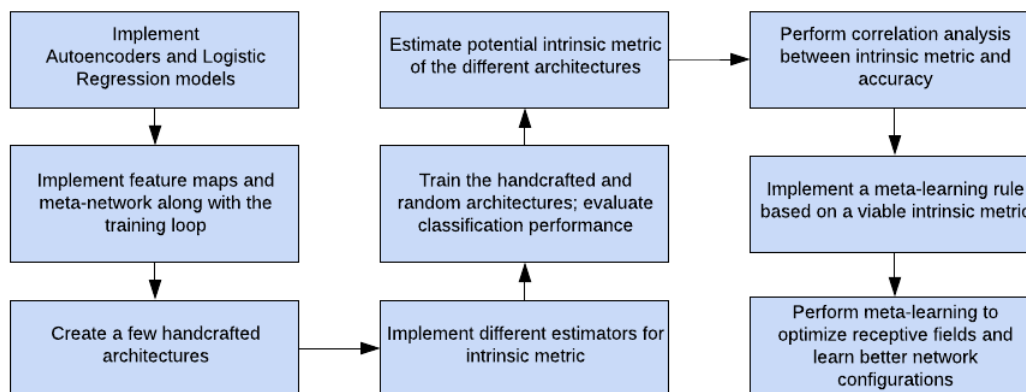 Implement
Autoencoders and Logistic
Regression models
Implement feature maps and
meta-network along with the
training loop
Create a few handcrafted
architectures
Implement different estimators for
intrinsic metric
Train the handcrafted and
random architectures; evaluate
classification performance
Estimate potential intrinsic metric
of the different architectures
Perform correlation analysis
between intrinsic metric and
accuracy
Implement a meta-learning rule
based on a viable intrinsic metric
Perform meta-learning to
optimize receptive fields and
learn better network
configurations